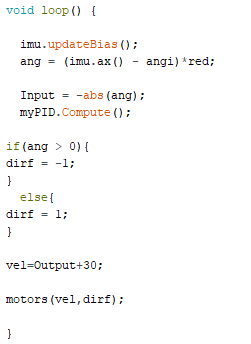 void loop() {
imu.updateBias();
ang = (imu.ax() - angi)*red;
Input = -abs(ang);
myPID.Compute();
if(ang > 0){
dirf = -1;
}
else{
dirf = 1;
}
vel=Output+30;
motors(vel,dirf);
}